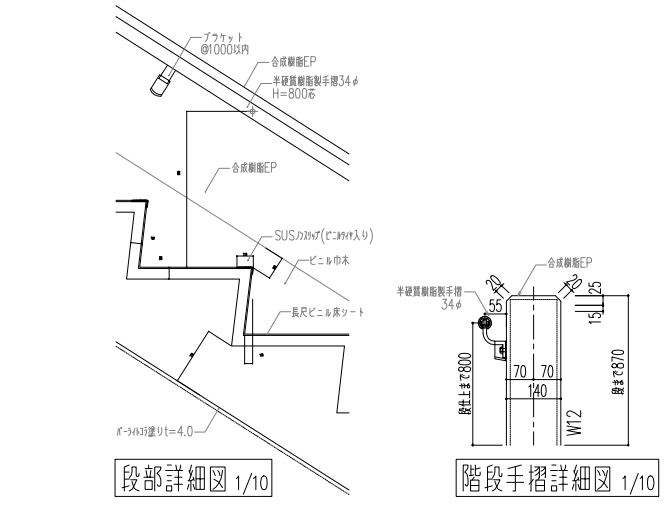 ブラケット
@1000以内
合成樹脂EP
半硬質樹脂製手摺34φ
H=800芯
合成樹脂EP
SUSノンスリップ(ビニルタイヤ入り)
ビニル巾木
長尺ビニル床シート
パーライトコテ塗りt=4.0
段部詳細図 1/10
合成樹脂EP
半硬質樹脂製手摺
34φ
20
20
55
25
15
70
70
140
段仕上まで800
段まで870
W12
階段手摺詳細図 1/10